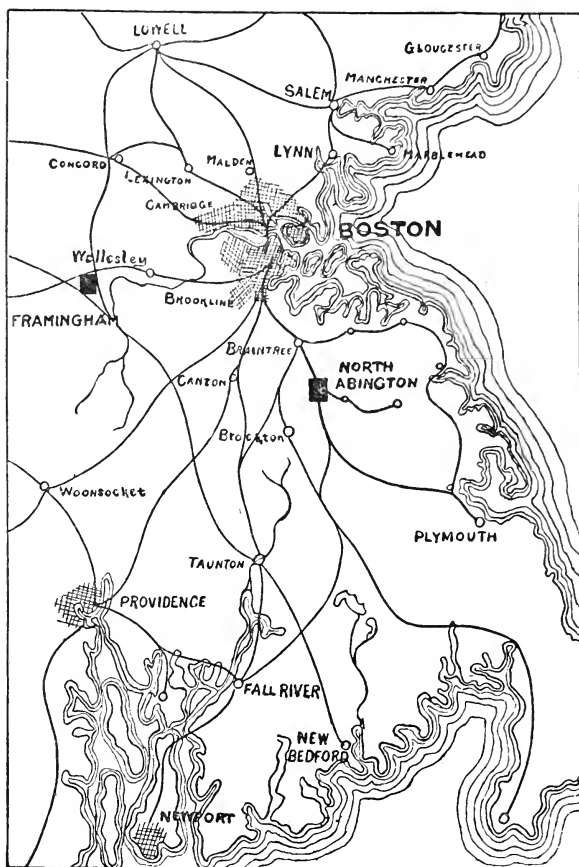 LOWELL
GLOUCESTER
MANCHESTER
SALEM
MARBLEHEAD
LYNN
CONCORD
LEXINGTON
MALDEN
CAMBRIDGE
BOSTON
Wellesley
BROOKLINE
FRAMINGHAM
BRAINTREE
NORTH
ABINGTON
CANTON
BROCKTON
WOONSOCKET
PLYMOUTH
TAUNTON
PROVIDENCE
FALL RIVER
NEW
BEDFORD
NEWPORT